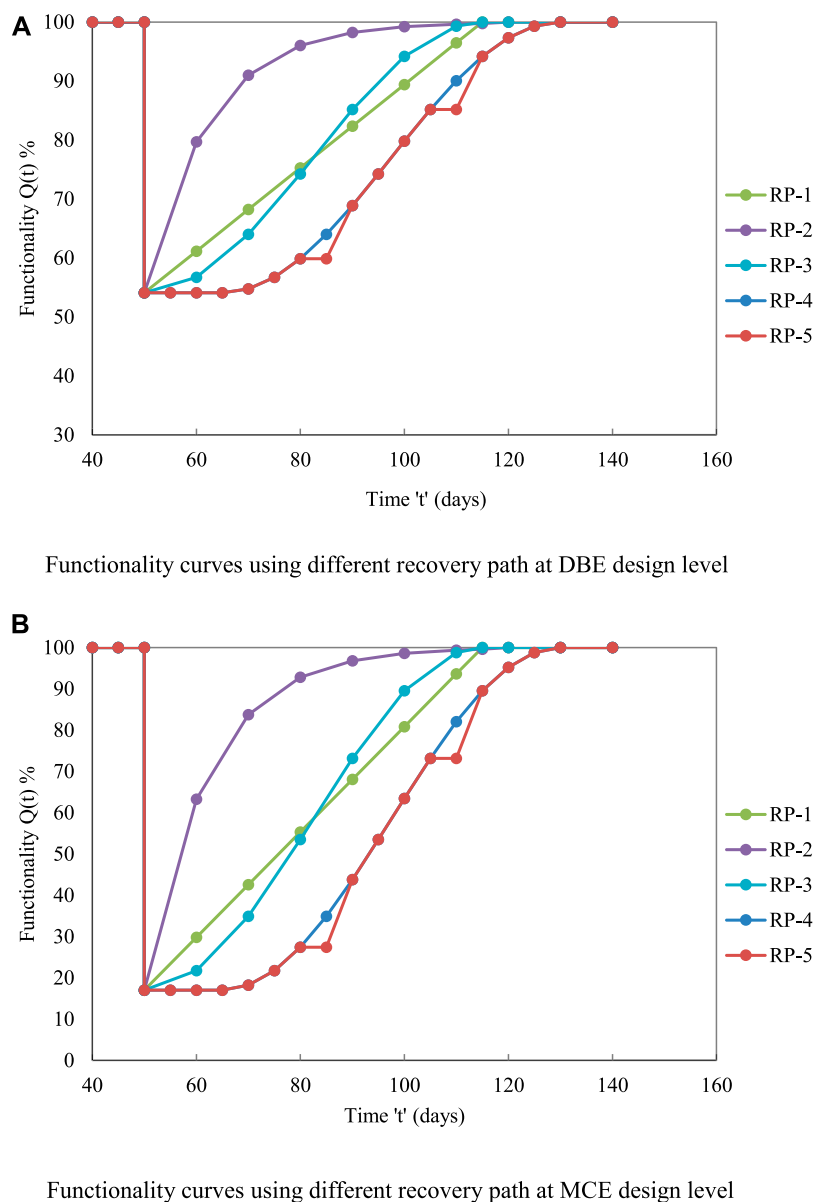 A
100
90
80
70
60
50
40
30
Functionality Q(t) %
40 60 80 100 120 140 160
Time 't' (days)
RP-1
RP-2
RP-3
RP-4
RP-5
Functionality curves using different recovery path at DBE design level
B
100
90
80
70
60
50
40
30
20
10
0
Functionality Q(t) %
40 60 80 100 120 140 160
Time 't' (days)
RP-1
RP-2
RP-3
RP-4
RP-5
Functionality curves using different recovery path at MCE design level